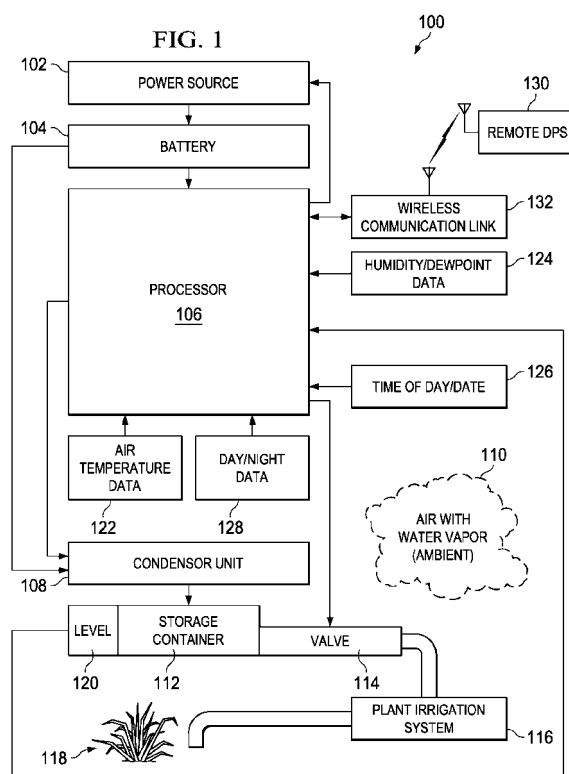 FIG. 1
100
102
POWER SOURCE
130
REMOTE DPS
104
BATTERY
WIRELESS
COMMUNICATION LINK
132
HUMIDITY/DEWPOINT
DATA
124
PROCESSOR
106
TIME OF DAY/DATE
126
AIR
TEMPERATURE
DATA
122
DAY/NIGHT
DATA
128
110
AIR WITH
WATER VAPOR
(AMBIENT)
CONDENSOR UNIT
108
LEVEL
120
STORAGE
CONTAINER
112
VALVE
114
PLANT IRRIGATION
SYSTEM
116
118